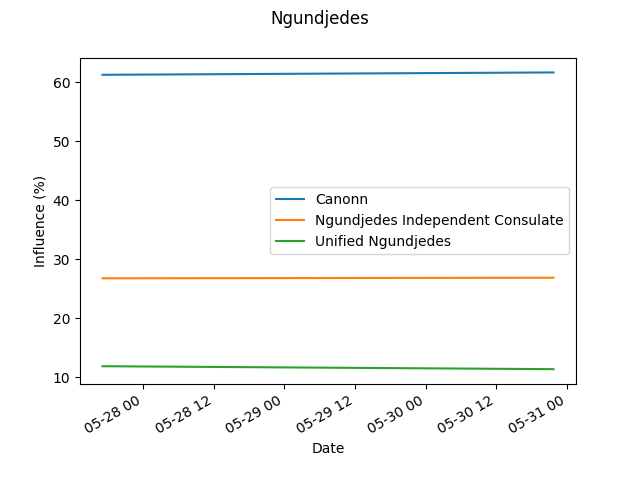 Ngundjedes
Influence (%)
60
50
40
30
20
10
Canonn
Ngundjedes Independent Consulate
Unified Ngundjedes
05-28 00
05-28 12
05-29 00
05-29 12
05-30 00
05-30 12
05-31 00
Date